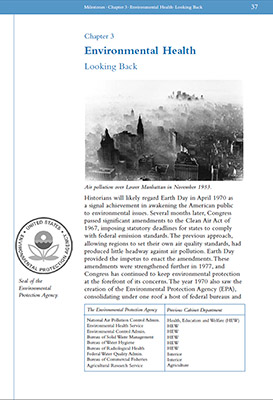 Milestones · Chapter 3 · Environmental Health · Looking Back
37
Chapter 3
Environmental Health
Looking Back
Air pollution over Lower Manhattan in November 1953.
Historians will likely regard Earth Day in April 1970 as
a signal achievement in awakening the American public
to environmental issues. Several months later, Congress
passed significant amendments to the Clean Air Act of
1967, imposing statutory deadlines for states to comply
with federal emission standards. The previous approach,
allowing regions to set their own air quality standards, had
produced little headway against air pollution. Early 1970
provided the impetus to enact the amendments. These
amendments were strengthened further in 1977, and
Congress has continued to keep environmental protection
at the forefront of its concerns. The year 1970 also saw the
creation of the Environmental Protection Agency (EPA),
consolidating under one roof a host of federal bureaus and
UNITED STATES
ENVIRONMENTAL PROTECTION AGENCY
Seal of the
Environmental
Protection Agency
The Environmental Protection Agency Previous Cabinet Department
National Air Pollution Control Admin. Health, Education and Welfare (HEW)
Environmental Health Service HEW
Environmental Control Admin. HEW
Bureau of Solid Waste Management HEW
Bureau of Water Hygiene HEW
Bureau of Radiological Health HEW
Federal Water Quality Admin. Interior
Bureau of Commercial Fisheries Interior
Agricultural Research Service Agriculture